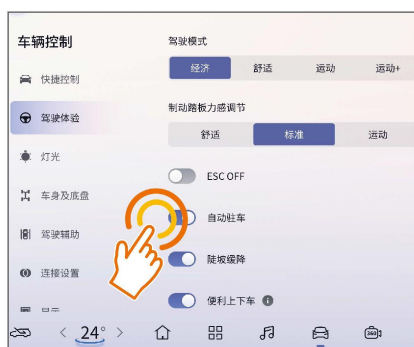 车辆控制
快捷控制
驾驶体验
灯光
车身及底盘
驾驶辅助
连接设置
显示
驾驶模式
经济 舒适 运动 运动+
制动踏板力感调节
舒适 标准 运动
ESC OFF
自动驻车
陡坡缓降
便利上下车
< 24° >
360